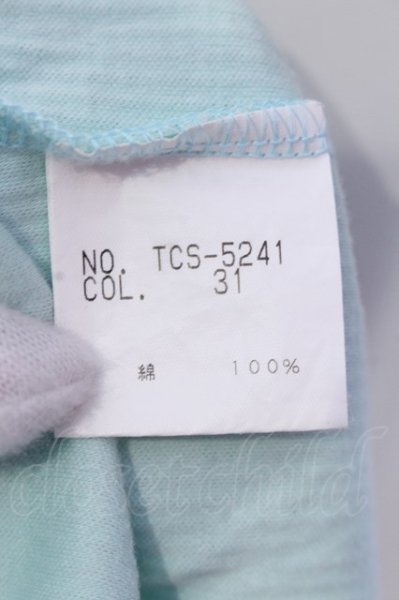 NO. TCS-5241
COL. 31
綿 100%
closetchild